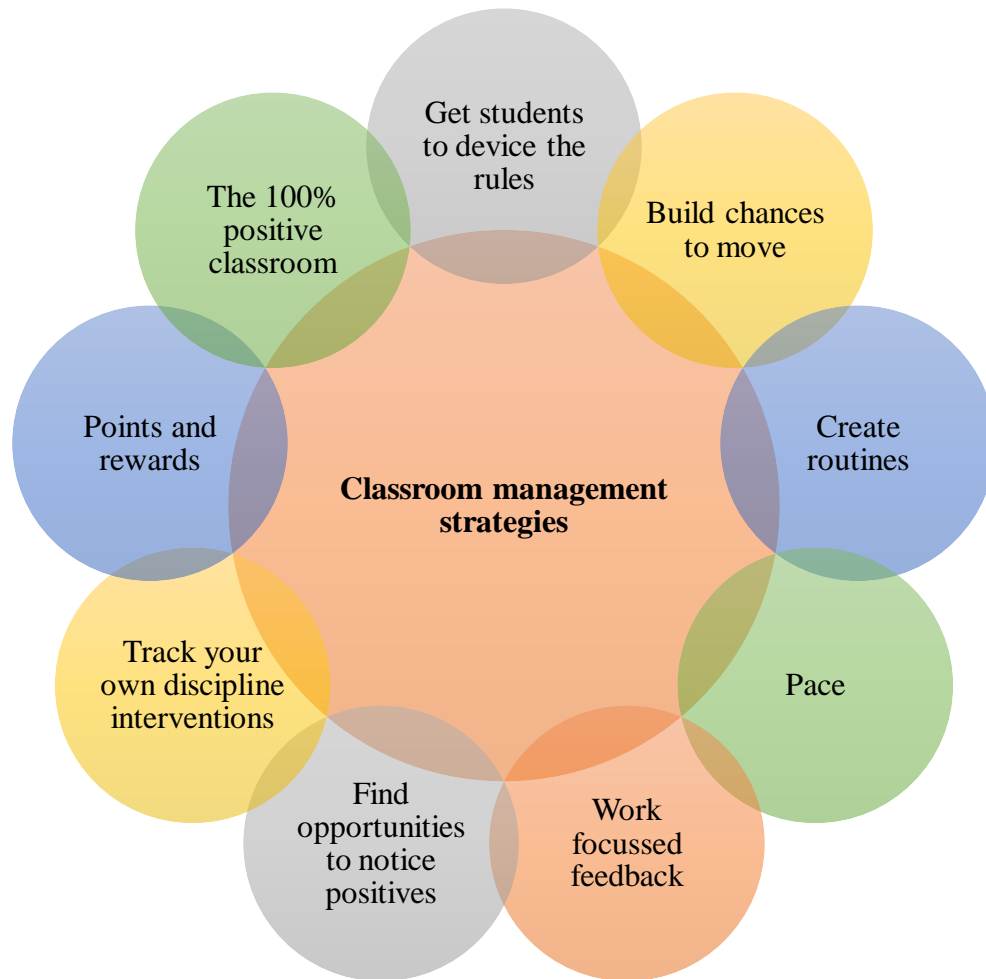 Get students
to device the
rules
Build chances
to move
Create
routines
Pace
Work
focussed
feedback
Find
opportunities
to notice
positives
Track your
own discipline
interventions
Points and
rewards
The 100%
positive
classroom
Classroom management
strategies